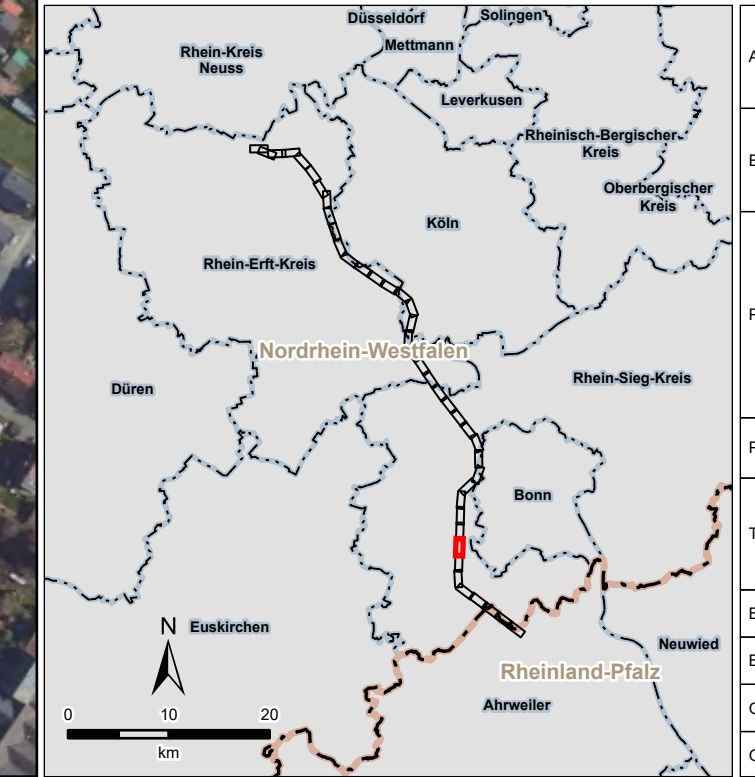 Düsseldorf
Solingen
Mettmann
Rhein-Kreis
Neuss
Leverkusen
Rheinisch-Bergischer
Kreis
Oberbergischer
Kreis
Köln
Rhein-Erft-Kreis
Nordrhein-Westfalen
Düren
Rhein-Sieg-Kreis
Bonn
N
Euskirchen
Neuwied
Rheinland-Pfalz
Ahrweiler
0 10 20
km